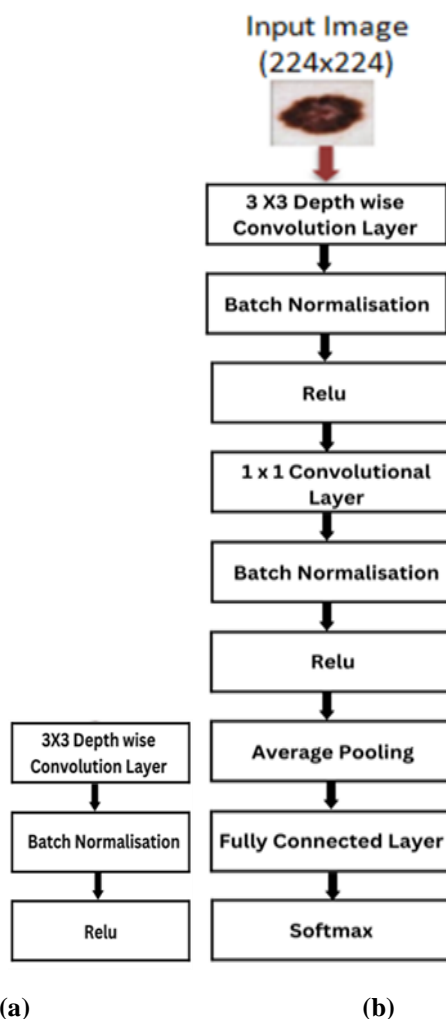 Input Image
(224x224)
3 X3 Depth wise
Convolution Layer
Batch Normalisation
Relu
1 x 1 Convolutional
Layer
Batch Normalisation
Relu
Average Pooling
Fully Connected Layer
Softmax
3X3 Depth wise
Convolution Layer
Batch Normalisation
Relu
(a)
(b)